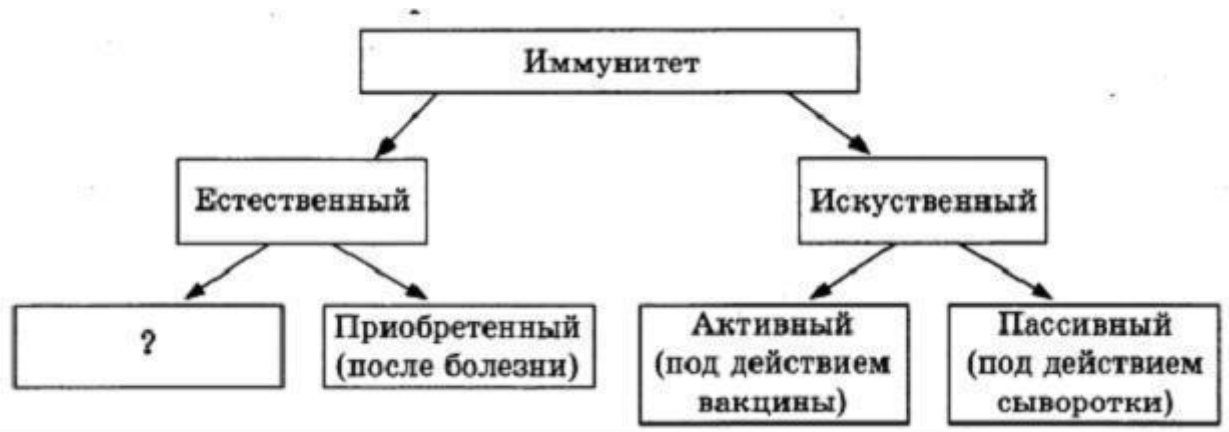 Иммунитет
Естественный
Искуственный
?
Приобретенный
(после болезни)
Активный
(под действием
вакцины)
Пассивный
(под действием
сыворотки)